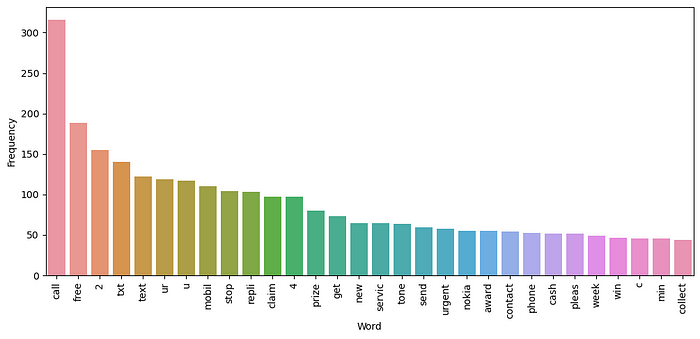 Frequency
300
250
200
150
100
50
0
call free 2 txt text ur u mobil stop repli claim 4 prize get new servic tone send urgent nokia award contact phone cash pleas week win c min collect
Word